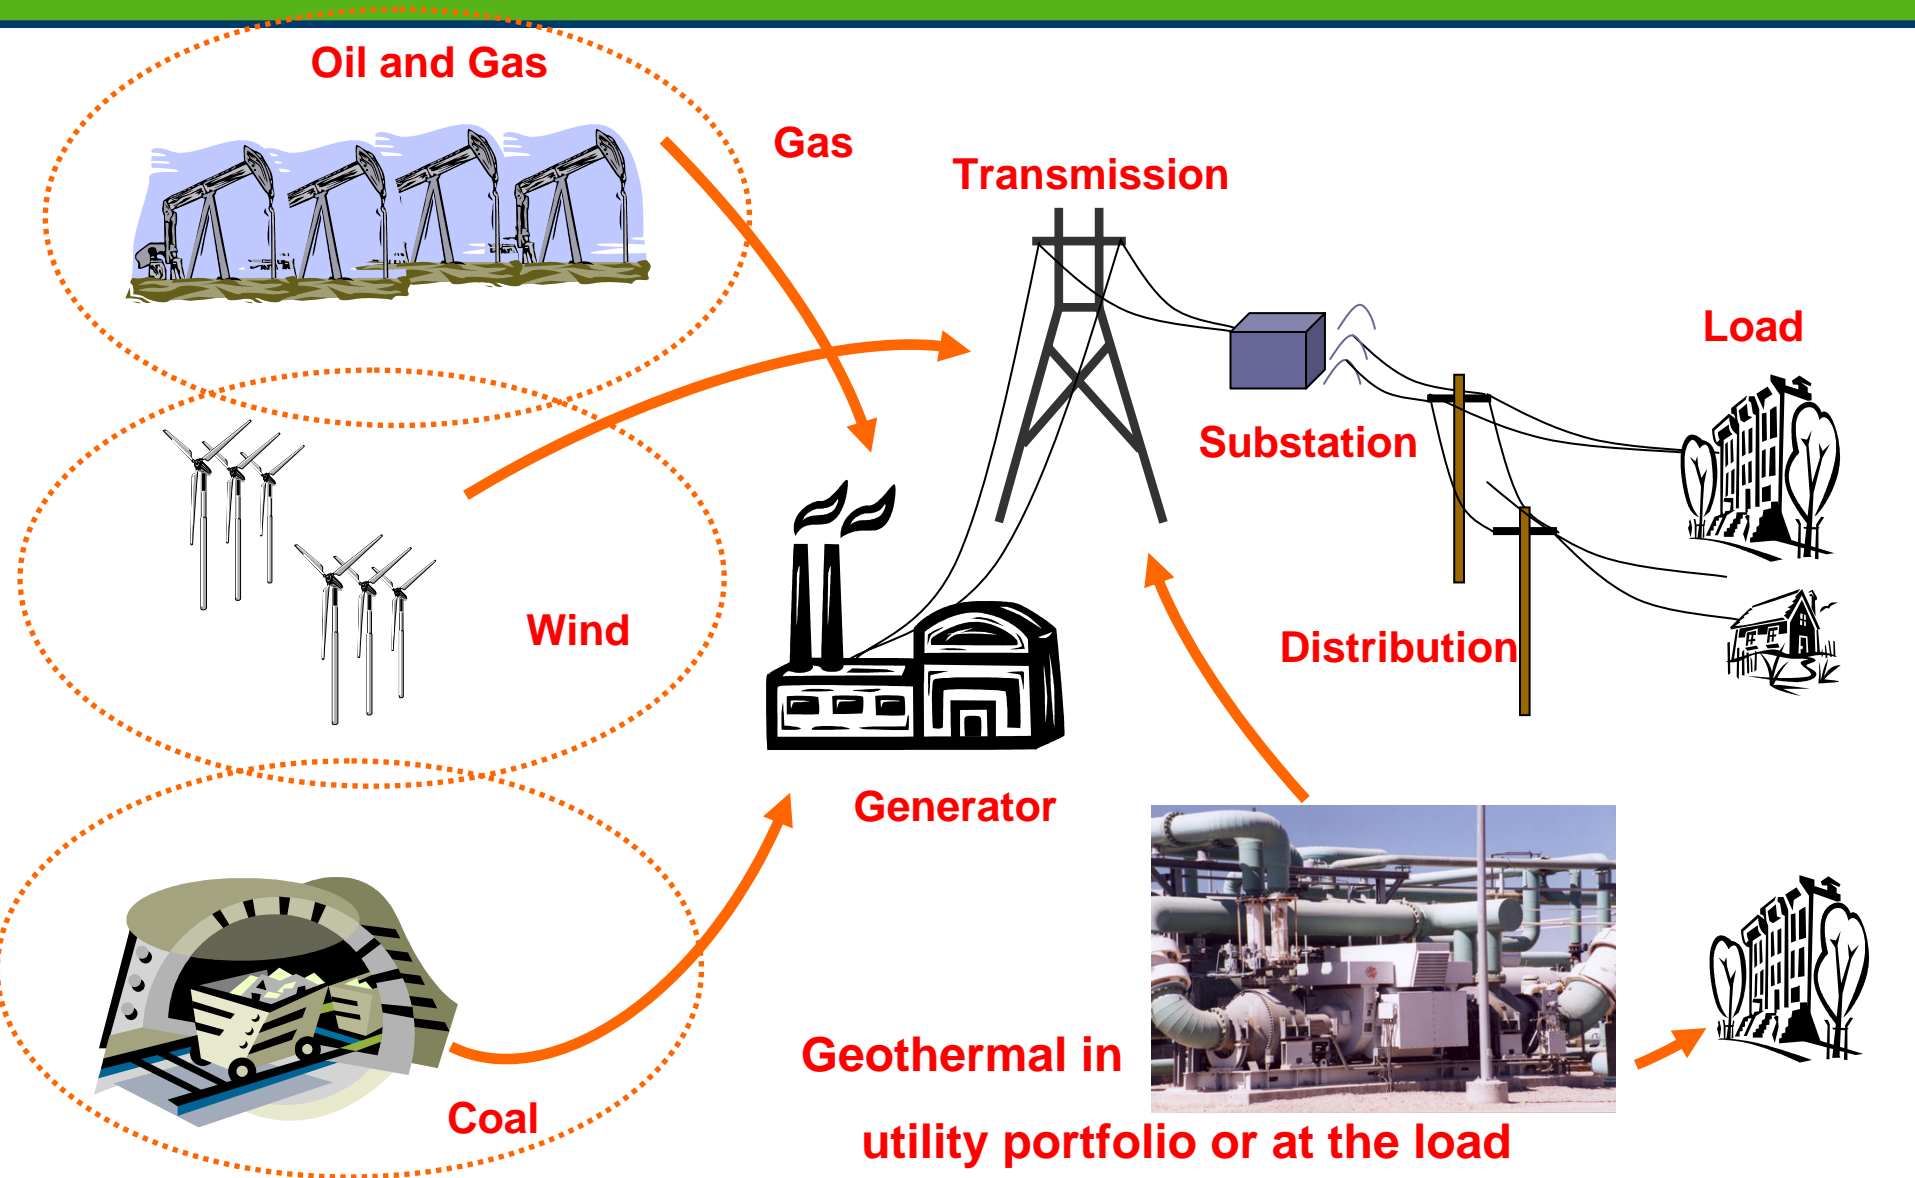 Oil and Gas
Gas
Transmission
Load
Substation
Wind
Distribution
Generator
Geothermal in
Coal
utility portfolio or at the load